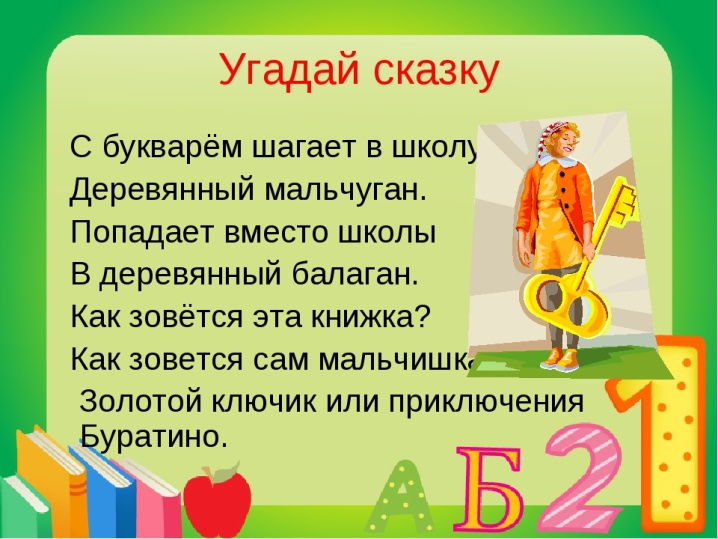 Угадай сказку
С букварём шагает в школу
Деревянный мальчуган.
Попадает вместо школы
В деревянный балаган.
Как зовётся эта книжка?
Как зовется сам мальчишка
Золотой ключик или приключения
Буратино.
А
Б
2
1